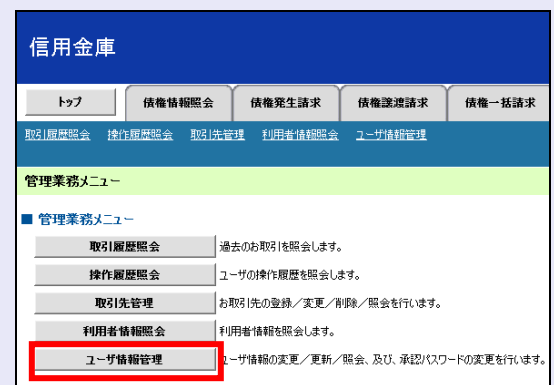 信用金庫
トップ 債権情報照会 債権発生請求 債権譲渡請求 債権一括請求
取引履歴照会 操作履歴照会 取引先管理 利用者情報照会 ユーザ情報管理
管理業務メニュー
■ 管理業務メニュー
取引履歴照会 過去のお取引を照会します。
操作履歴照会 ユーザの操作履歴を照会します。
取引先管理 お取引先の登録／変更／削除／照会を行います。
利用者情報照会 利用者情報を照会します。
ユーザ情報管理 ユーザ情報の変更／更新／照会、及び、承認パスワードの変更を行います。